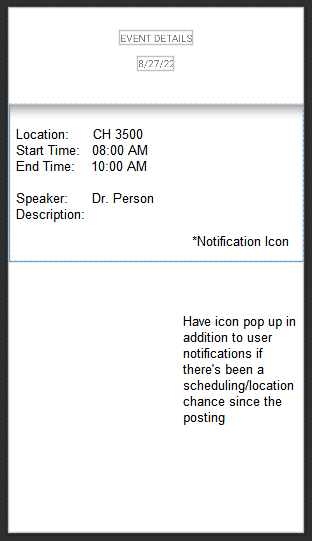 EVENT DETAILS
8/27/22
Location: CH 3500
Start Time: 08:00 AM
End Time: 10:00 AM
Speaker: Dr. Person
Description:
*Notification Icon
Have icon pop up in
addition to user
notifications if
there's been a
scheduling/location
chance since the
posting